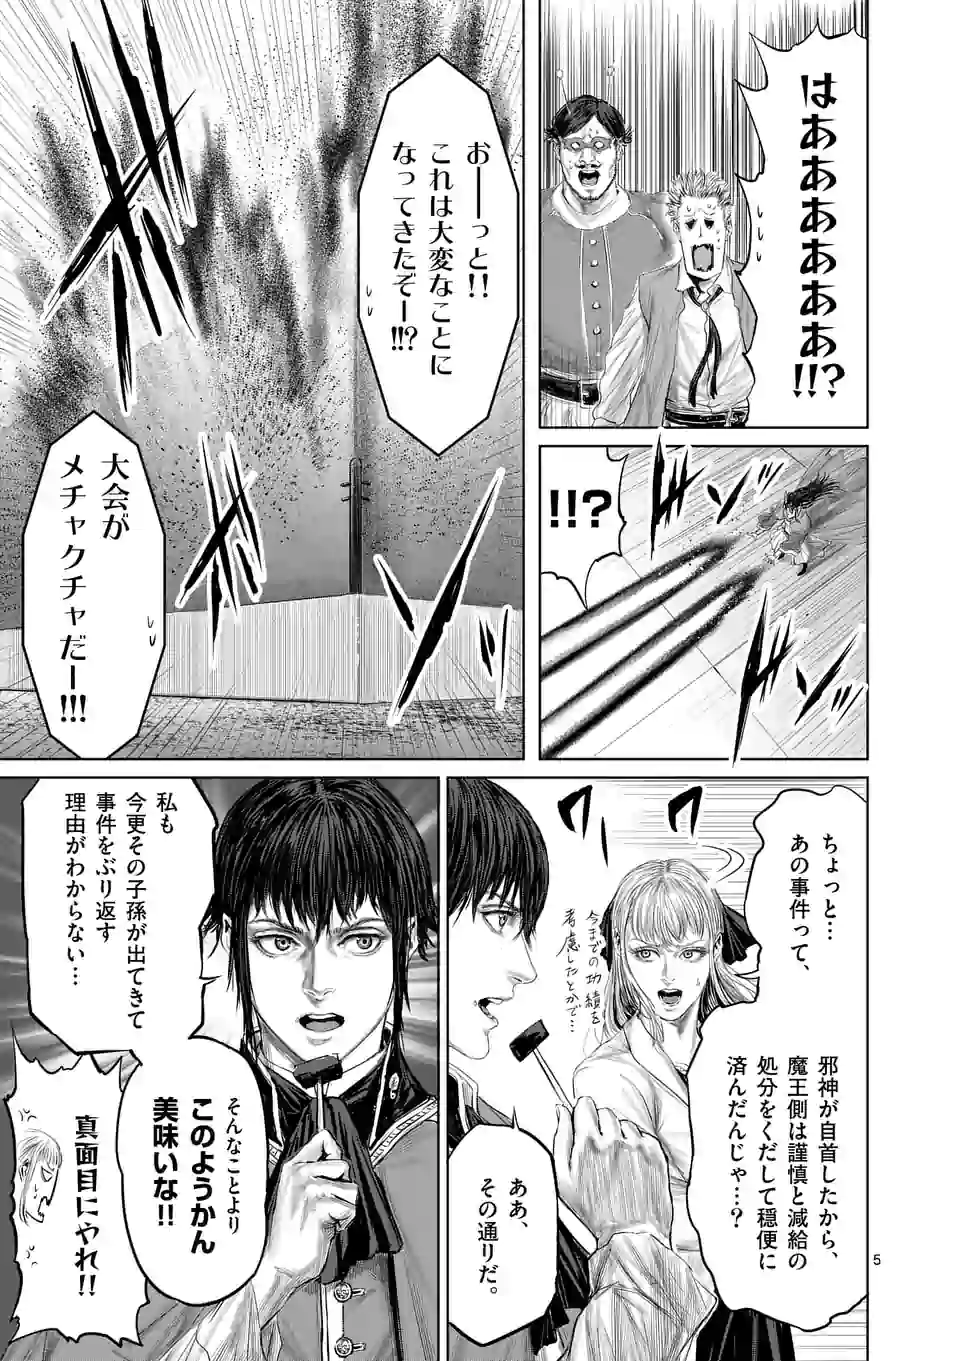 はあああああああ!!?
おーーっと!!
これは大変なことに
なってきたぞー!!?
大会が
メチャクチャだー!!!
!!?
ドンッ
ドンッ
ちょっと…
あの事件って、
邪神が自首したから、
魔王側は謹慎と減給の
処分をくだして穏便に
済んだんじゃ…?
今までの功績を
考慮したとかで…
ああ、
その通りだ。
私も
今更その子孫が出てきて
事件をぶり返す
理由がわからない…
そんなことより
このようかん
美味いな!!
真面目にやれ!!
5